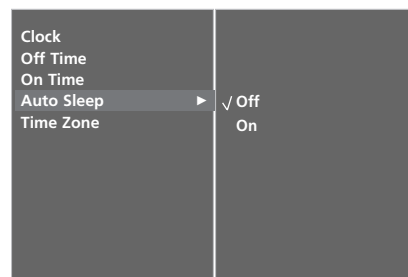 Clock
Off Time
On Time
Auto Sleep ► √ Off
Time Zone On